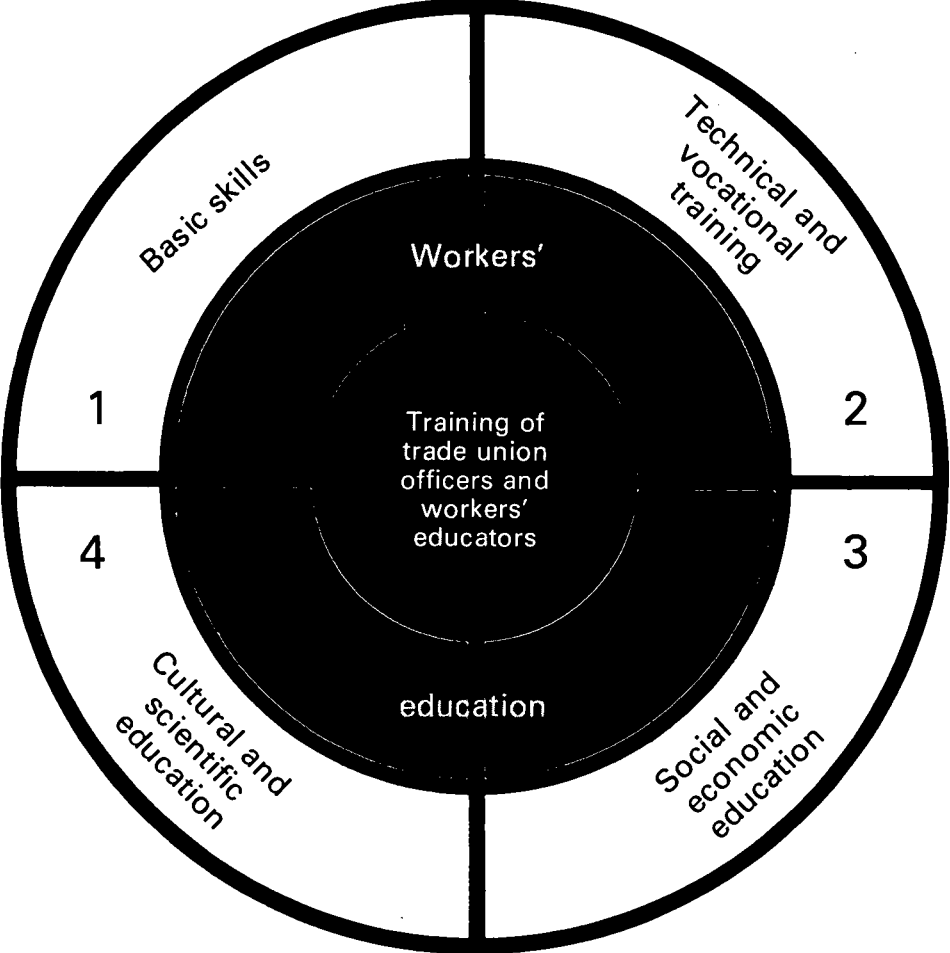 Basic skills
1
Technical and
vocational
training
2
Workers'
Training of
trade union
officers and
workers'
educators
education
3
Social and
economic
education
4
Cultural and
scientific
education